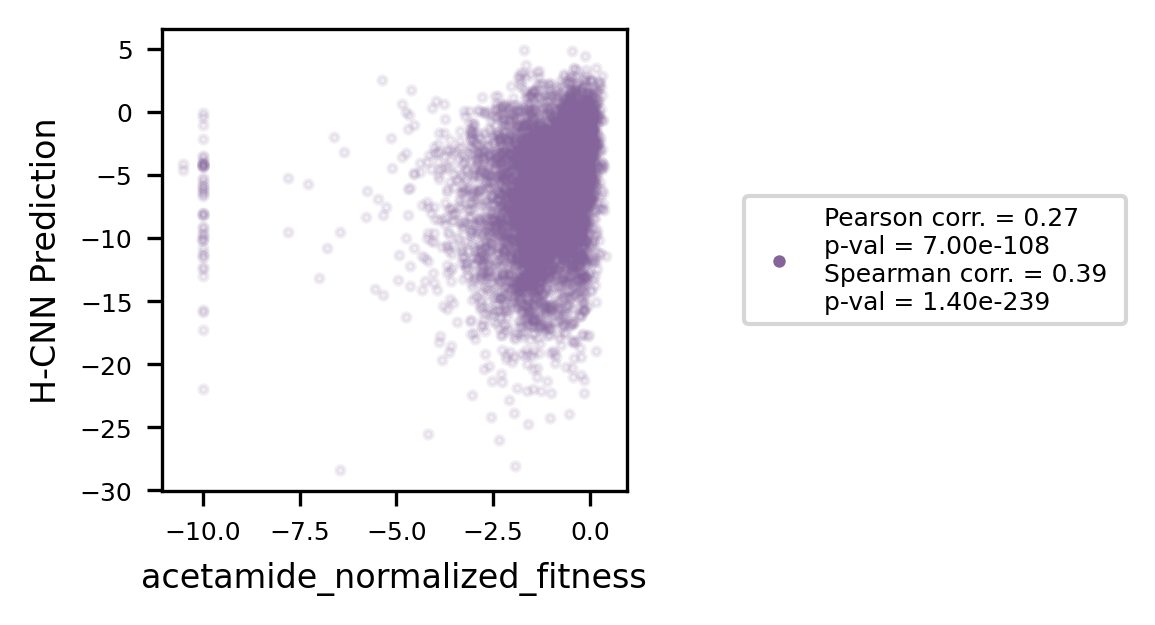 H-CNN Prediction
5
0
−5
−10
−15
−20
−25
−30
−10.0
−7.5
−5.0
−2.5
0.0
acetamide_normalized_fitness
Pearson corr. = 0.27
p-val = 7.00e-108
Spearman corr. = 0.39
p-val = 1.40e-239